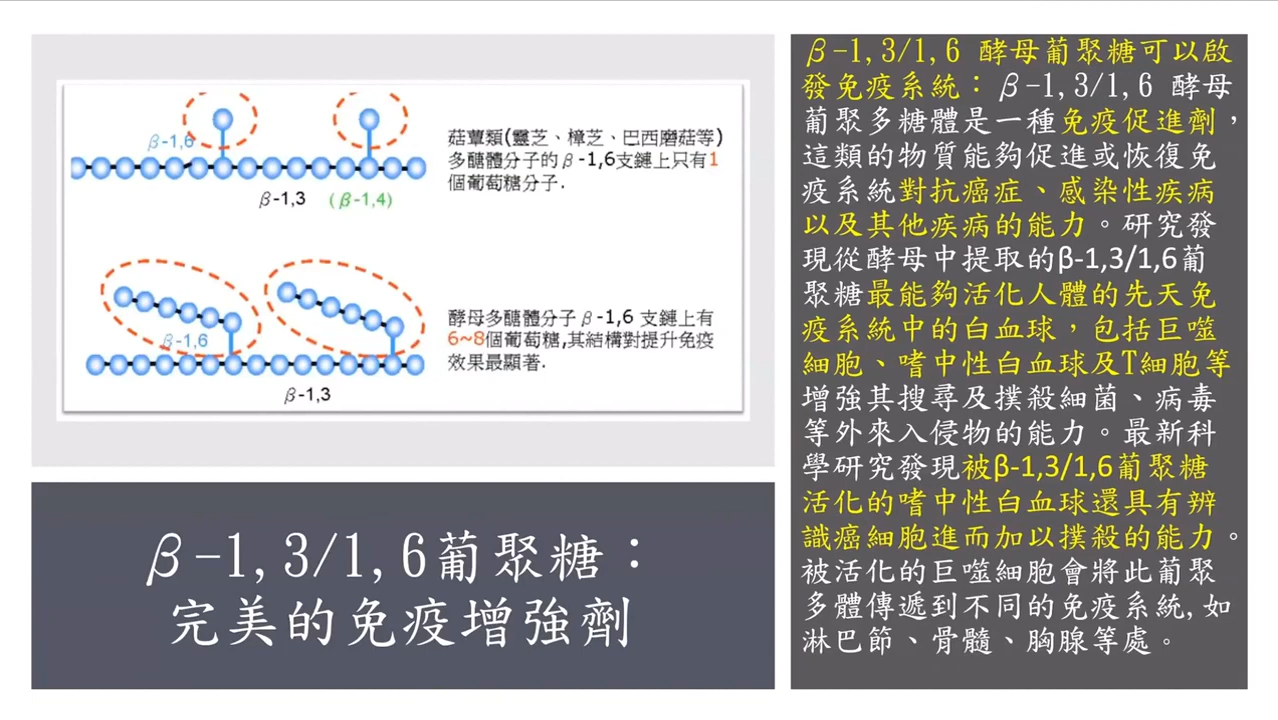 β-1,6
β-1,3 (β-1,4)
菇蕈類(靈芝、樟芝、巴西磨菇等)
多醣體分子的β-1,6支鏈上只有1
個葡萄糖分子.
β-1,6
β-1,3
酵母多醣體分子β-1,6 支鏈上有
6~8個葡萄糖,其結構對提升免疫
效果最顯著.
β-1,3/1,6葡聚糖：
完美的免疫增強劑
β-1,3/1,6 酵母葡聚糖可以啟
發免疫系統：β-1,3/1,6 酵母
葡聚多糖體是一種免疫促進劑，
這類的物質能夠促進或恢復免
疫系統對抗癌症、感染性疾病
以及其他疾病的能力。研究發
現從酵母中提取的β-1,3/1,6葡
聚糖最能夠活化人體的先天免
疫系統中的白血球，包括巨噬
細胞、嗜中性白血球及T細胞等
增強其搜尋及撲殺細菌、病毒
等外來入侵物的能力。最新科
學研究發現被β-1,3/1,6葡聚糖
活化的嗜中性白血球還具有辨
識癌細胞進而加以撲殺的能力。
被活化的巨噬細胞會將此葡聚
多體傳遞到不同的免疫系統,如
淋巴節、骨髓、胸腺等處。